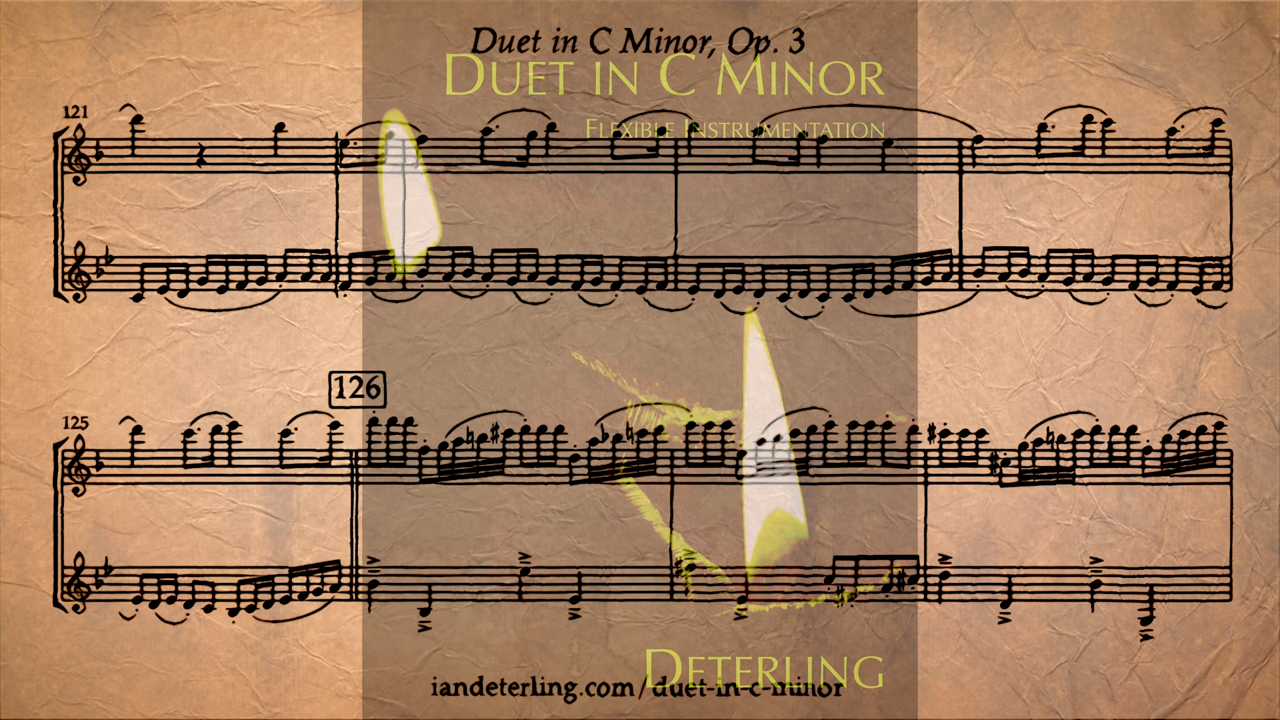 Duet in C Minor, Op. 3
Duet in C Minor
Flexible Instrumentation
121
126
125
Deterling
iandeterling.com/duet-in-c-minor